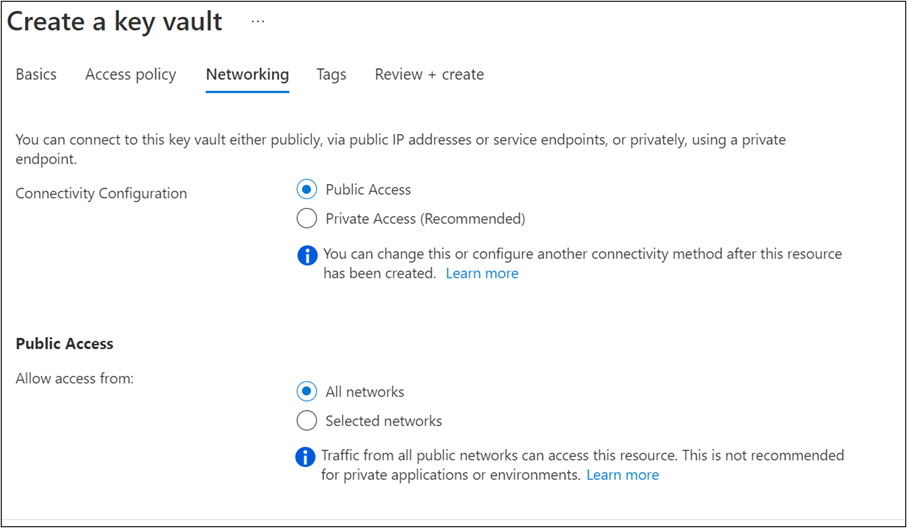 Create a key vault ...
Basics Access policy Networking Tags Review + create
You can connect to this key vault either publicly, via public IP addresses or service endpoints, or privately, using a private
endpoint.
Connectivity Configuration
Public Access
Private Access (Recommended)
You can change this or configure another connectivity method after this resource
has been created. Learn more
Public Access
Allow access from:
All networks
Selected networks
Traffic from all public networks can access this resource. This is not recommended
for private applications or environments. Learn more